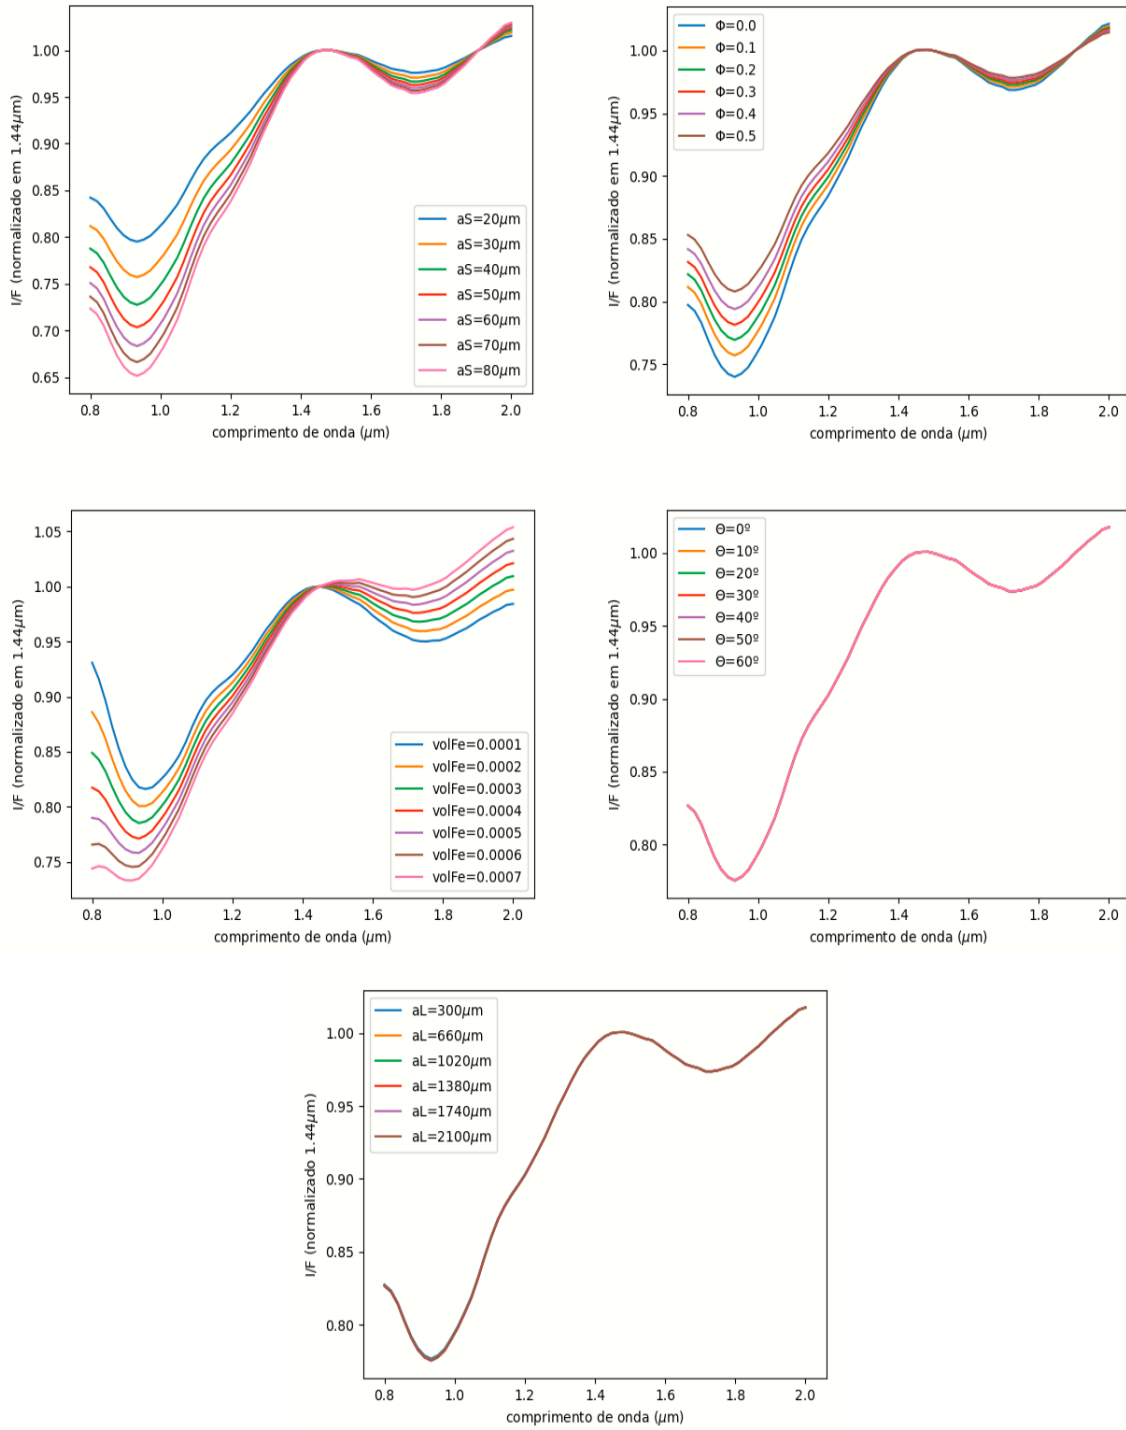 1.00
0.95
0.90
0.85
0.80
0.75
0.70
0.65
I/F (normalizado em 1.44μm)
aS=20μm
aS=30μm
aS=40μm
aS=50μm
aS=60μm
aS=70μm
aS=80μm
0.8 1.0 1.2 1.4 1.6 1.8 2.0
comprimento de onda (μm)
1.00
0.95
0.90
0.85
0.80
0.75
I/F (normalizado em 1.44μm)
Φ=0.0
Φ=0.1
Φ=0.2
Φ=0.3
Φ=0.4
Φ=0.5
0.8 1.0 1.2 1.4 1.6 1.8 2.0
comprimento de onda (μm)
1.05
1.00
0.95
0.90
0.85
0.80
0.75
I/F (normalizado em 1.44μm)
volFe=0.0001
volFe=0.0002
volFe=0.0003
volFe=0.0004
volFe=0.0005
volFe=0.0006
volFe=0.0007
0.8 1.0 1.2 1.4 1.6 1.8 2.0
comprimento de onda (μm)
1.00
0.95
0.90
0.85
0.80
I/F (normalizado em 1.44μm)
Θ=0º
Θ=10º
Θ=20º
Θ=30º
Θ=40º
Θ=50º
Θ=60º
0.8 1.0 1.2 1.4 1.6 1.8 2.0
comprimento de onda (μm)
1.00
0.95
0.90
0.85
0.80
I/F (normalizado 1.44μm)
aL=300μm
aL=660μm
aL=1020μm
aL=1380μm
aL=1740μm
aL=2100μm
0.8 1.0 1.2 1.4 1.6 1.8 2.0
comprimento de onda (μm)